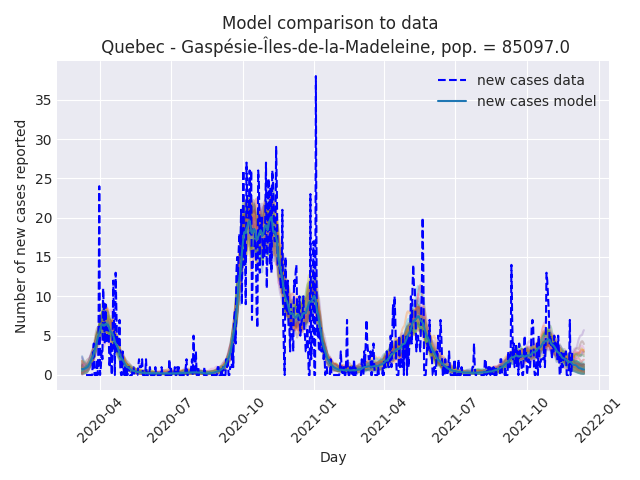 Model comparison to data
Quebec - Gaspésie-Îles-de-la-Madeleine, pop. = 85097.0
new cases data
new cases model
Number of new cases reported
35
30
25
20
15
10
5
0
2020-04
2020-07
2020-10
2021-01
2021-04
2021-07
2021-10
2022-01
Day